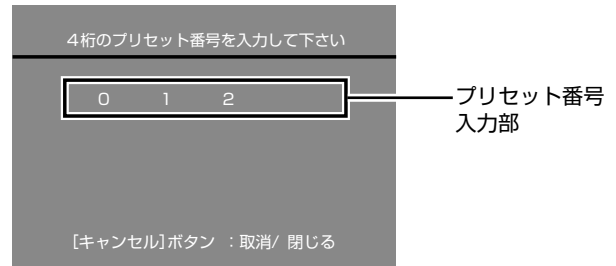 4桁のプリセット番号を入力して下さい
0 1 2
プリセット番号
入力部
[キャンセル]ボタン :取消/ 閉じる